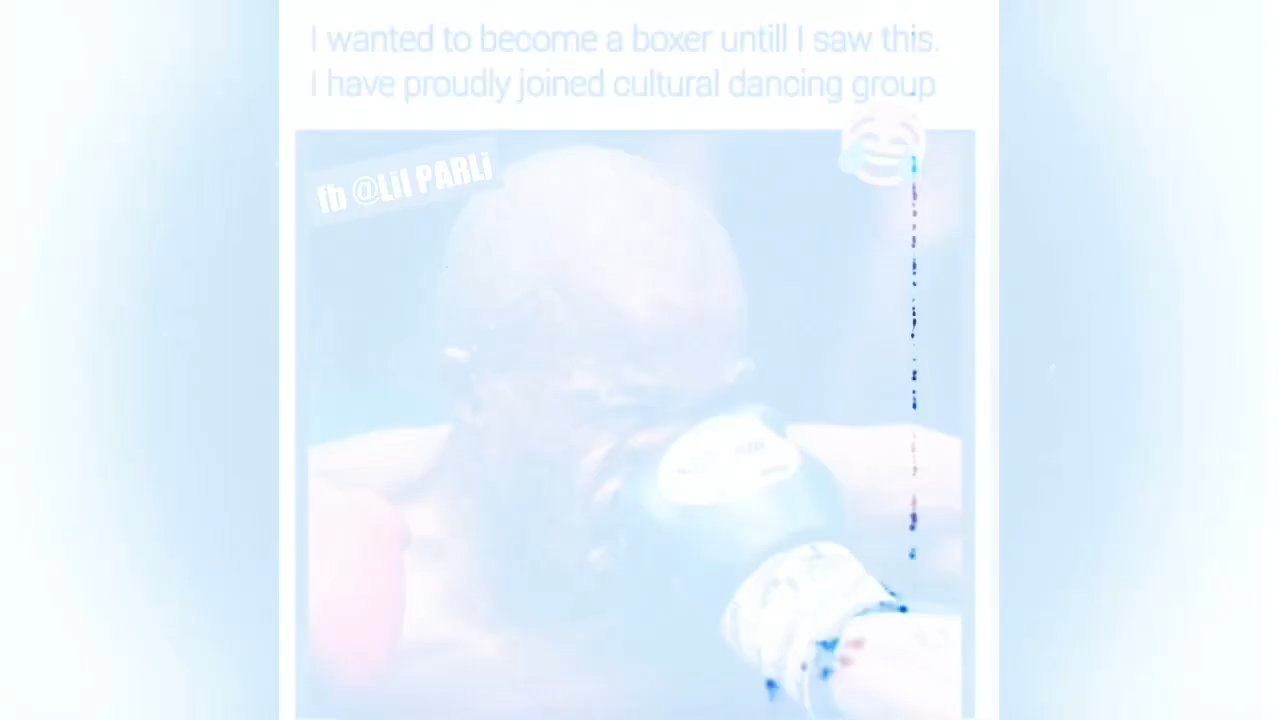 I wanted to become a boxer untill I saw this.
I have proudly joined cultural dancing group
fb @LiL PARLi